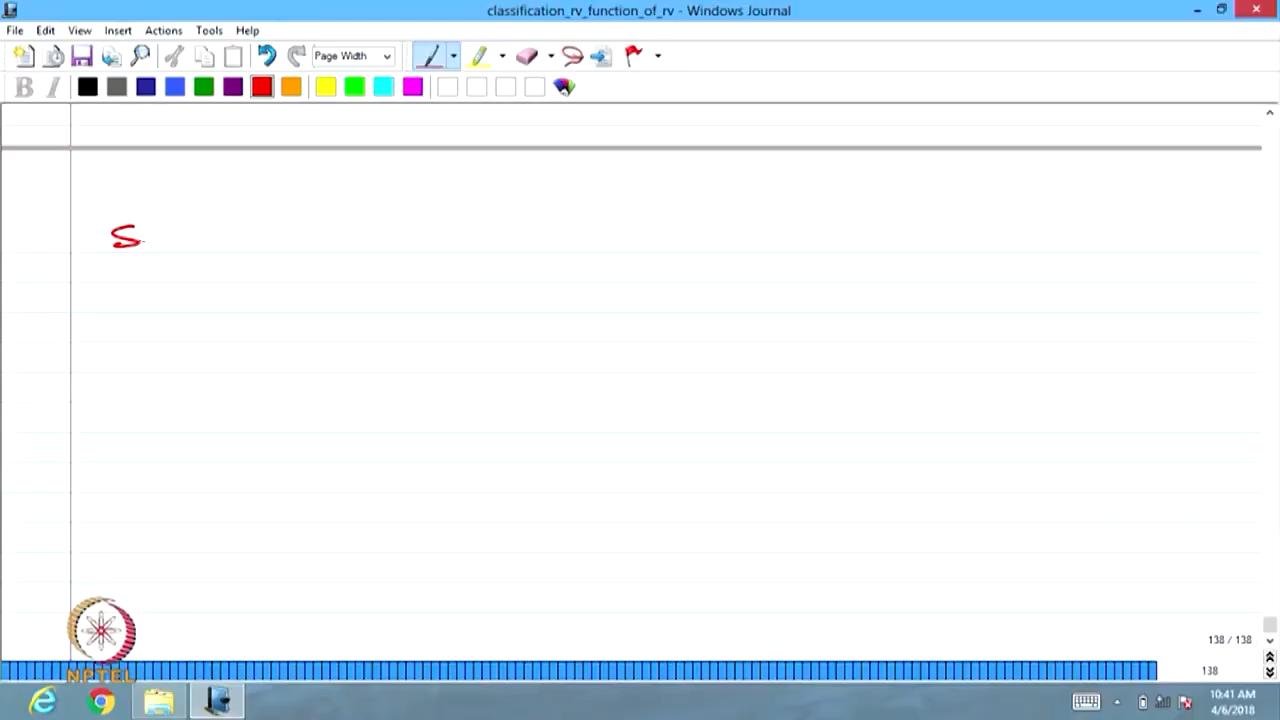 classification_rv_function_of_rv - Windows Journal
File Edit View Insert Actions Tools Help
Page Width
B I
S
138 / 138
138
NPTEL
10:41 AM
4/6/2018